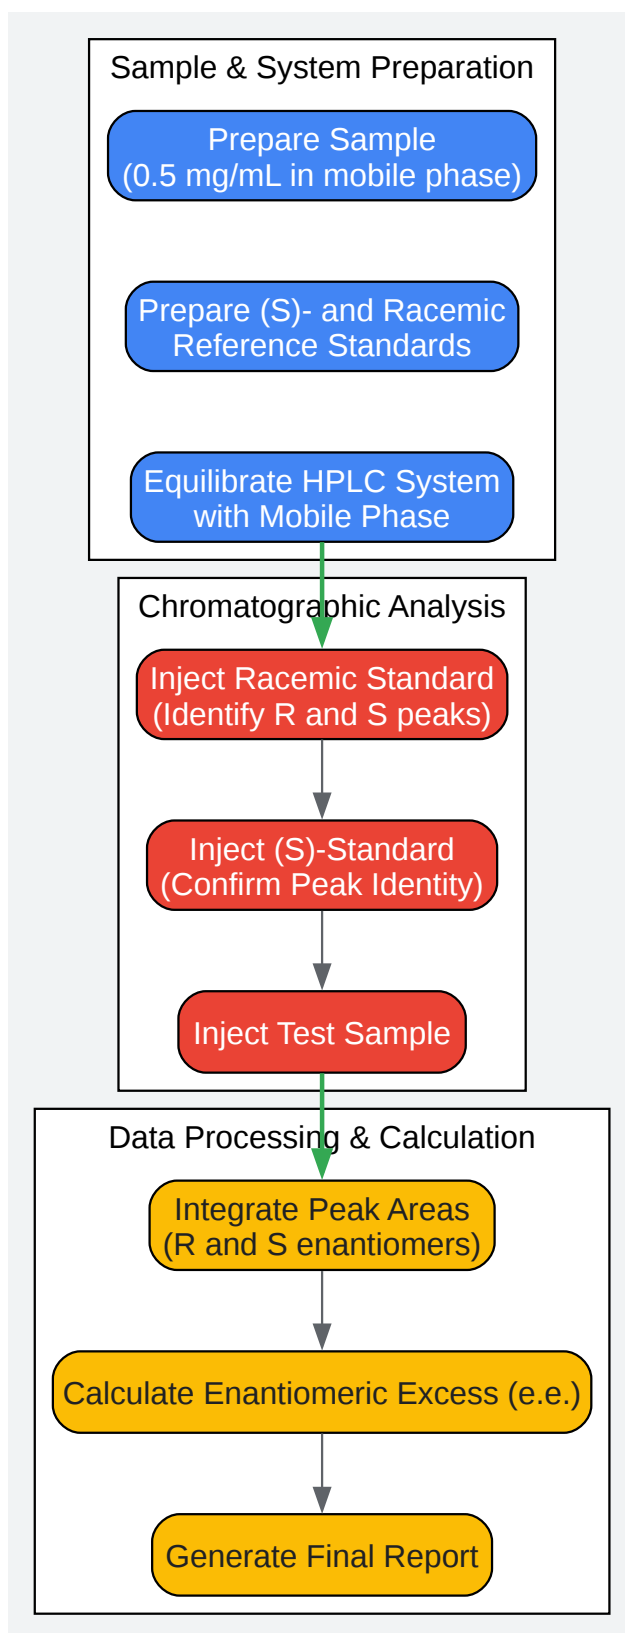 Sample & System Preparation
Prepare Sample
(0.5 mg/mL in mobile phase)
Prepare (S)- and Racemic
Reference Standards
Equilibrate HPLC System
with Mobile Phase
Chromatographic Analysis
Inject Racemic Standard
(Identify R and S peaks)
Inject (S)-Standard
(Confirm Peak Identity)
Inject Test Sample
Data Processing & Calculation
Integrate Peak Areas
(R and S enantiomers)
Calculate Enantiomeric Excess (e.e.)
Generate Final Report